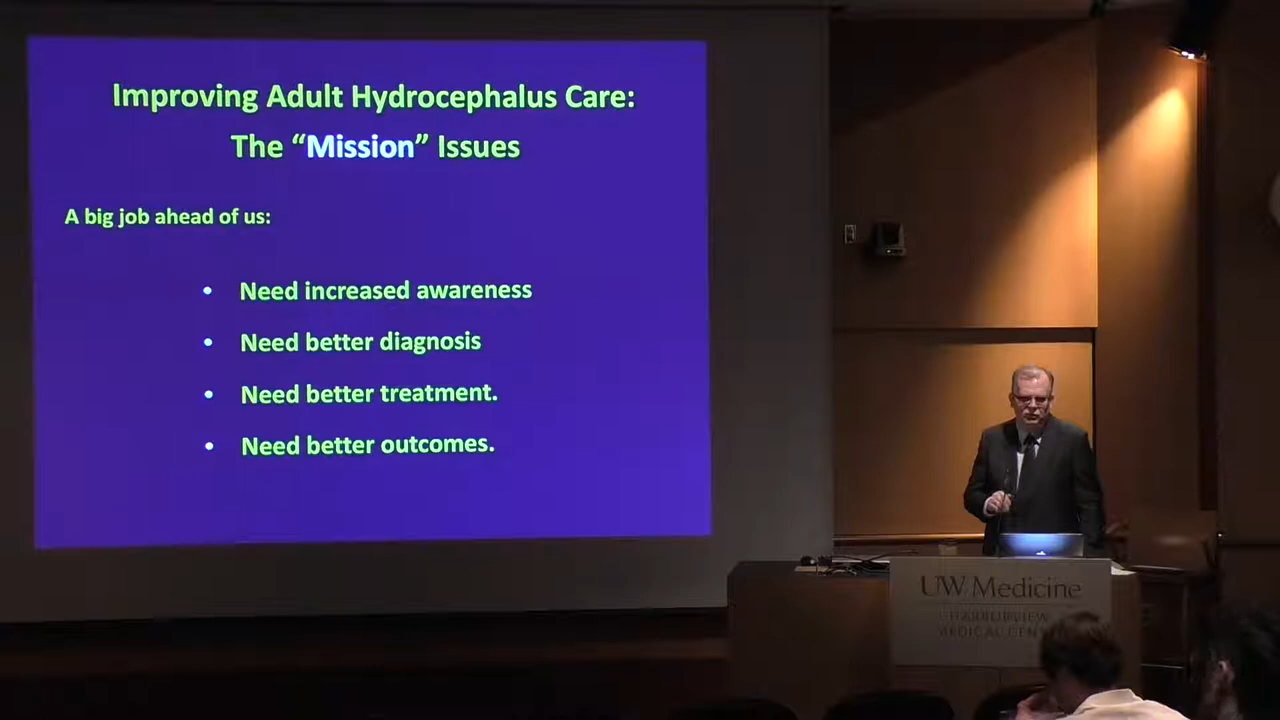 Improving Adult Hydrocephalus Care:
The “Mission” Issues
A big job ahead of us:
• Need increased awareness
• Need better diagnosis
• Need better treatment.
• Need better outcomes.
UW Medicine
HARBORVIEW
MEDICAL CEN